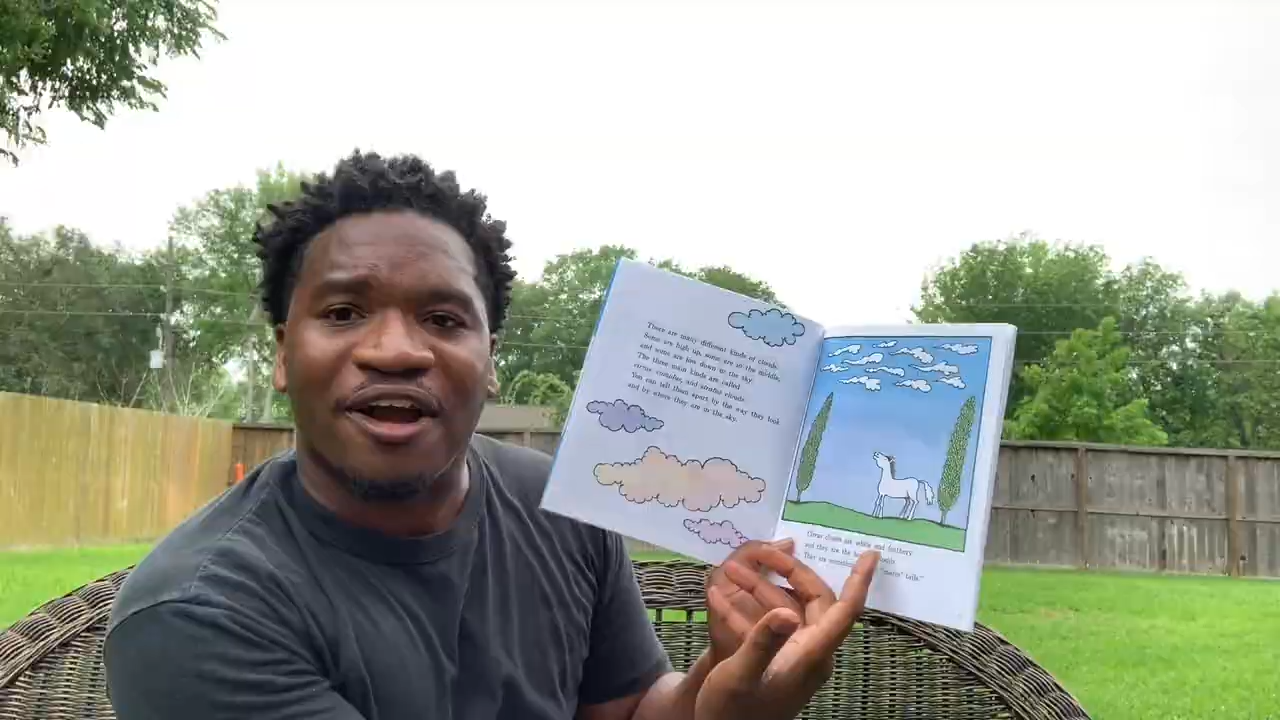 There are many different kinds of clouds.
Some are high up, some are in the middle,
and some are low down in the sky.
The three main kinds are called
cirrus, cumulus, and stratus clouds.
You can tell them apart by the way they look
and by where they are in the sky.
Cirrus clouds are white and feathery
and they are the
They are sometimes "mares' tails."